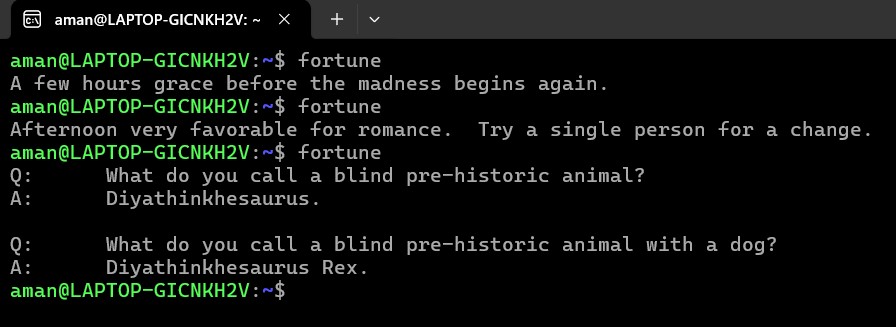 aman@LAPTOP-GICNKH2V: ~
aman@LAPTOP-GICNKH2V:~$ fortune
A few hours grace before the madness begins again.
aman@LAPTOP-GICNKH2V:~$ fortune
Afternoon very favorable for romance.  Try a single person for a change.
aman@LAPTOP-GICNKH2V:~$ fortune
Q:      What do you call a blind pre-historic animal?
A:      Diyathinkhesaurus.

Q:      What do you call a blind pre-historic animal with a dog?
A:      Diyathinkhesaurus Rex.
aman@LAPTOP-GICNKH2V:~$